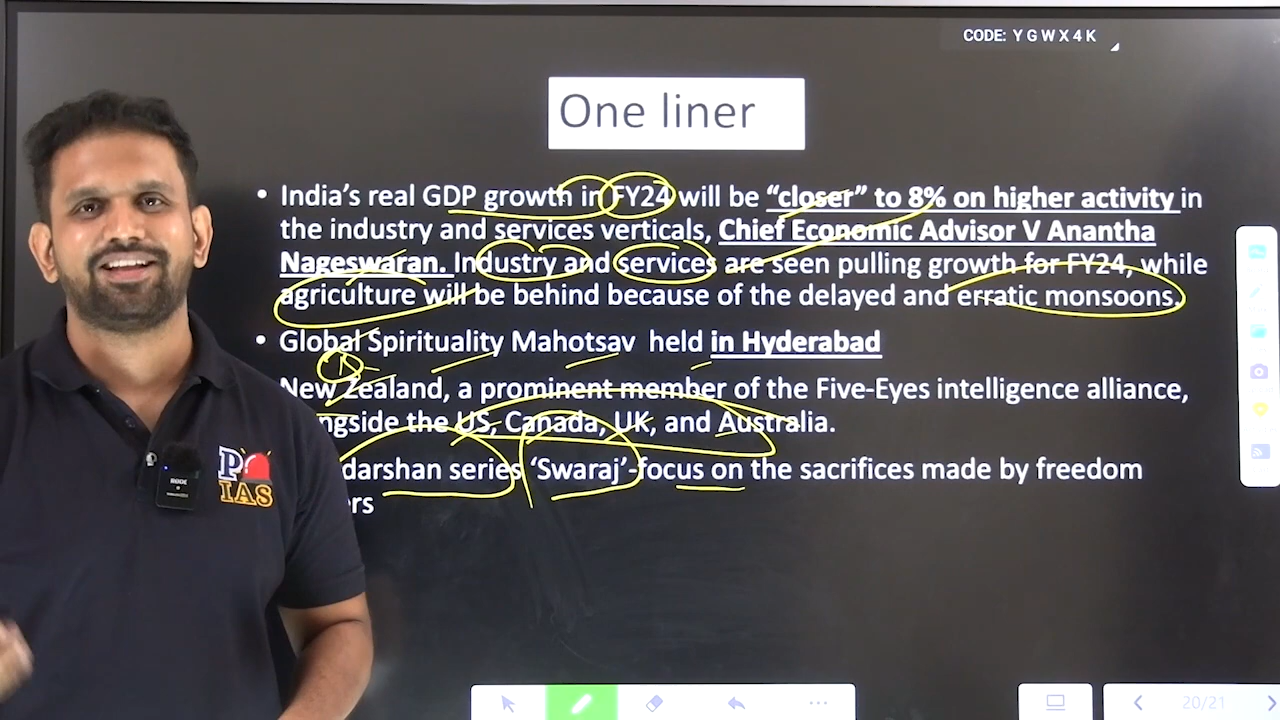 CODE: Y G W X 4 K
One liner
• India's real GDP growth in FY24 will be “closer” to 8% on higher activity in
the industry and services verticals, Chief Economic Advisor V Anantha
Nageswaran. Industry and services are seen pulling growth for FY24, while
agriculture will be behind because of the delayed and erratic monsoons.
• Global Spirituality Mahotsav held in Hyderabad
New Zealand, a prominent member of the Five-Eyes intelligence alliance,
ngside the US, Canada, UK, and Australia.
darshan series ‘Swaraj’-focus on the sacrifices made by freedom
ers
P
IAS
RODE
20/21